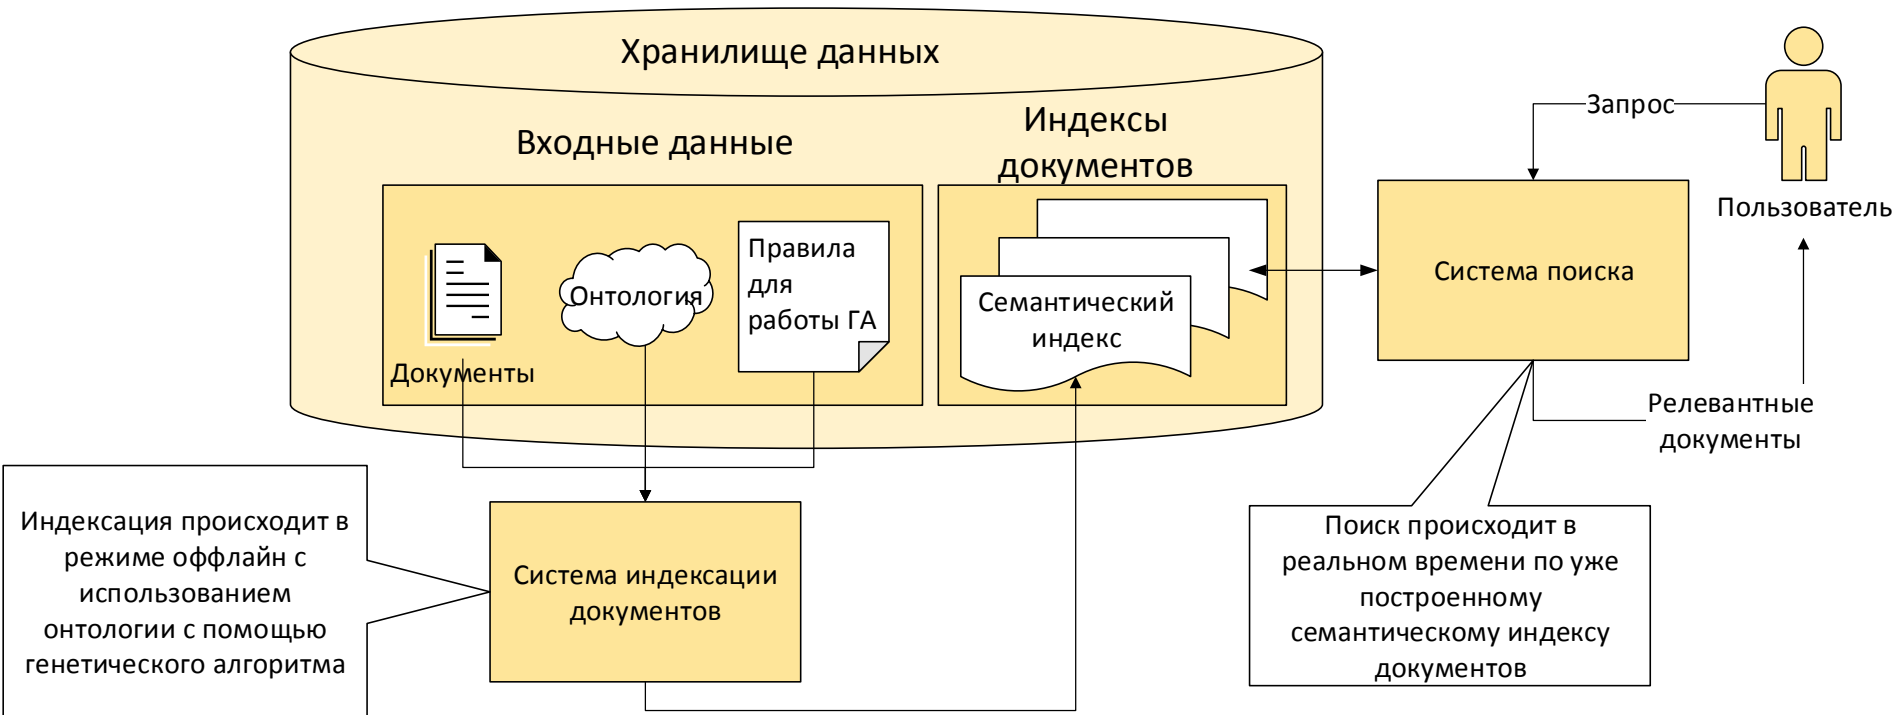 Хранилище данных
Входные данные
Индексы
документов
Документы
Онтология
Правила
для
работы ГА
Семантический
индекс
Запрос
Пользователь
Система поиска
Релевантные
документы
Индексация происходит в
режиме оффлайн с
использованием
онтологии с помощью
генетического алгоритма
Система индексации
документов
Поиск происходит в
реальном времени по уже
построенному
семантическому индексу
документов